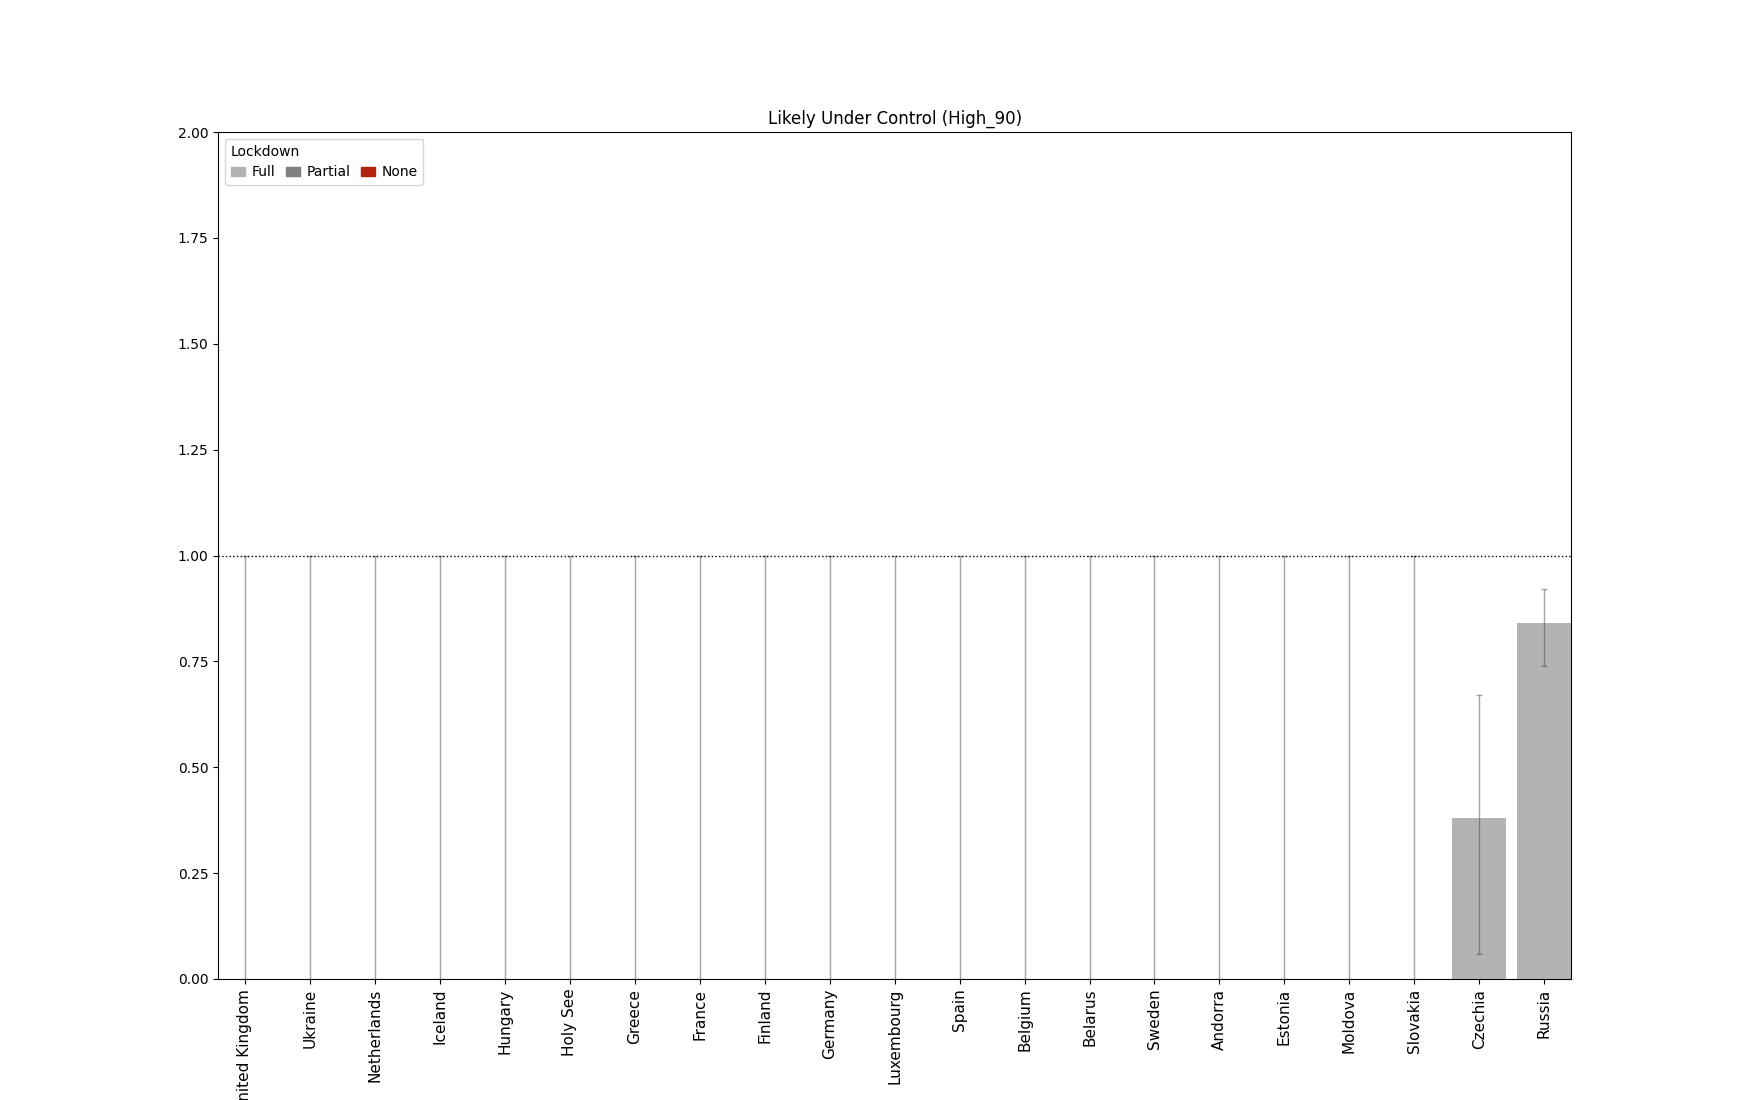 Likely Under Control (High_90)
Lockdown
Full Partial None
2.00
1.75
1.50
1.25
1.00
0.75
0.50
0.25
0.00
nited Kingdom
Ukraine
Netherlands
Iceland
Hungary
Holy See
Greece
France
Finland
Germany
Luxembourg
Spain
Belgium
Belarus
Sweden
Andorra
Estonia
Moldova
Slovakia
Czechia
Russia